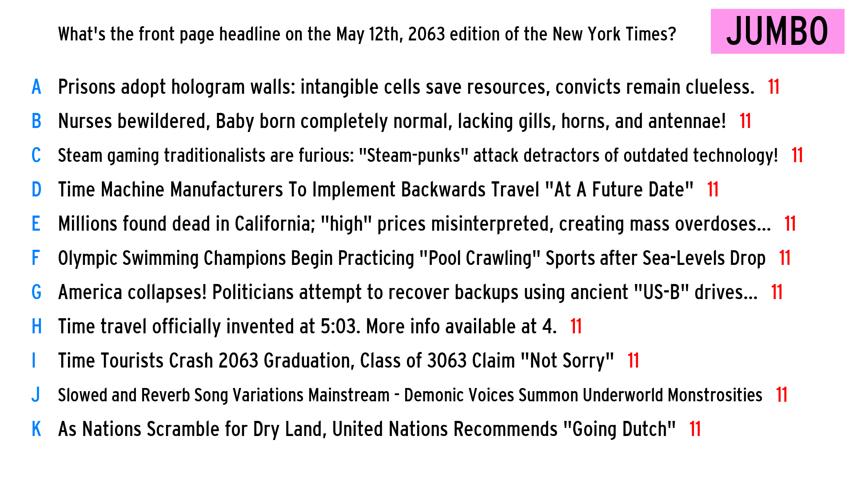 What's the front page headline on the May 12th, 2063 edition of the New York Times?
JUMBO
A Prisons adopt hologram walls: intangible cells save resources, convicts remain clueless. 11
B Nurses bewildered, Baby born completely normal, lacking gills, horns, and antennae! 11
C Steam gaming traditionalists are furious: "Steam-punks" attack detractors of outdated technology! 11
D Time Machine Manufacturers To Implement Backwards Travel "At A Future Date" 11
E Millions found dead in California; "high" prices misinterpreted, creating mass overdoses... 11
F Olympic Swimming Champions Begin Practicing "Pool Crawling" Sports after Sea-Levels Drop 11
G America collapses! Politicians attempt to recover backups using ancient "US-B" drives... 11
H Time travel officially invented at 5:03. More info available at 4. 11
I Time Tourists Crash 2063 Graduation, Class of 3063 Claim "Not Sorry" 11
J Slowed and Reverb Song Variations Mainstream - Demonic Voices Summon Underworld Monstrosities 11
K As Nations Scramble for Dry Land, United Nations Recommends "Going Dutch" 11